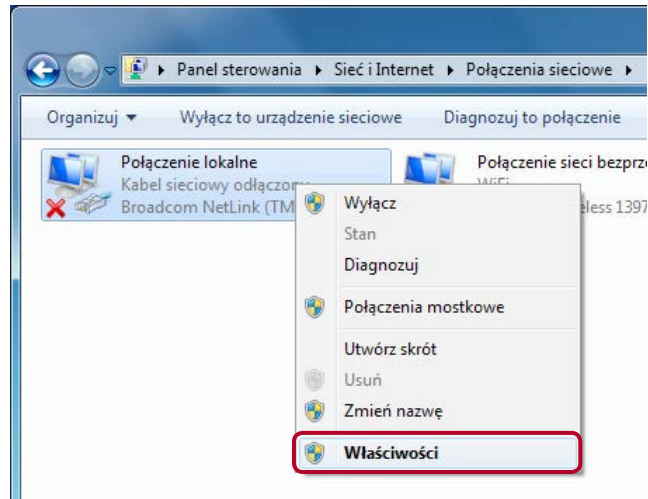 Panel sterowania ▸ Sieć i Internet ▸ Połączenia sieciowe ▸
Organizuj ▾ Wyłącz to urządzenie sieciowe Diagnozuj to połączenie
Połączenie lokalne
Kabel sieciowy odłączony
Broadcom NetLink (TM
Połączenie sieci bezprz
WiFi
eless 1397
Wyłącz
Stan
Diagnozuj
Połączenia mostkowe
Utwórz skrót
Usuń
Zmień nazwę
Właściwości